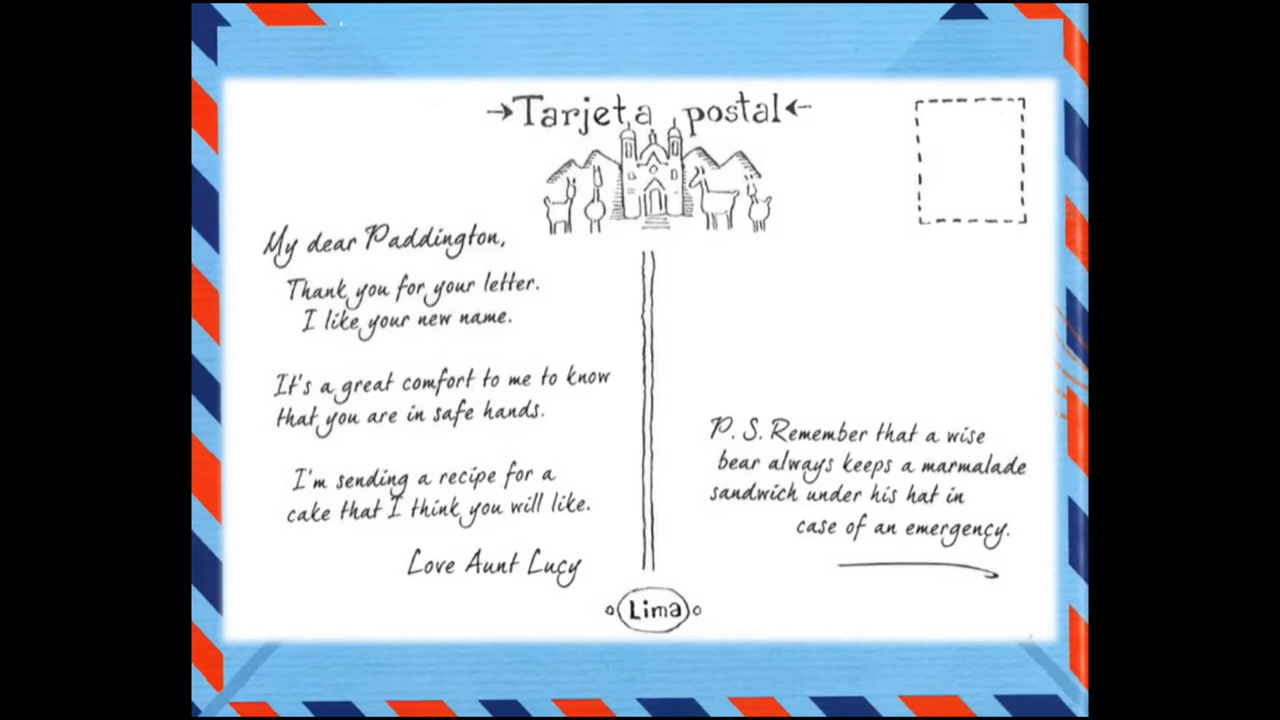 Tarjeta postal
My dear Paddington,
Thank you for your letter.
I like your new name.
It's a great comfort to me to know
that you are in safe hands.
I'm sending a recipe for a
cake that I think you will like.
Love Aunt Lucy
P. S. Remember that a wise
bear always keeps a marmalade
sandwich under his hat in
case of an emergency.
Lima